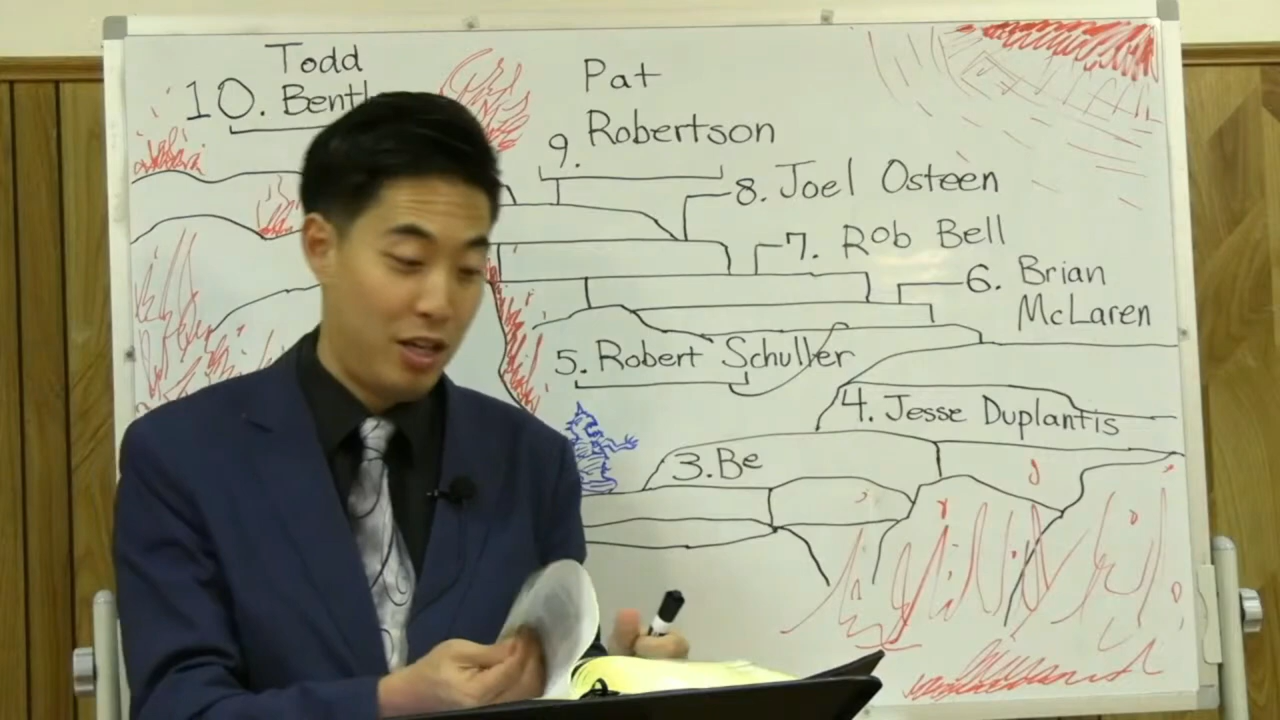 Todd
10.
Pat
Robertson
9.
8. Joel Osteen
7. Rob Bell
6. Brian
McLaren
5. Robert Schuller
4. Jesse Duplantis
3. Be